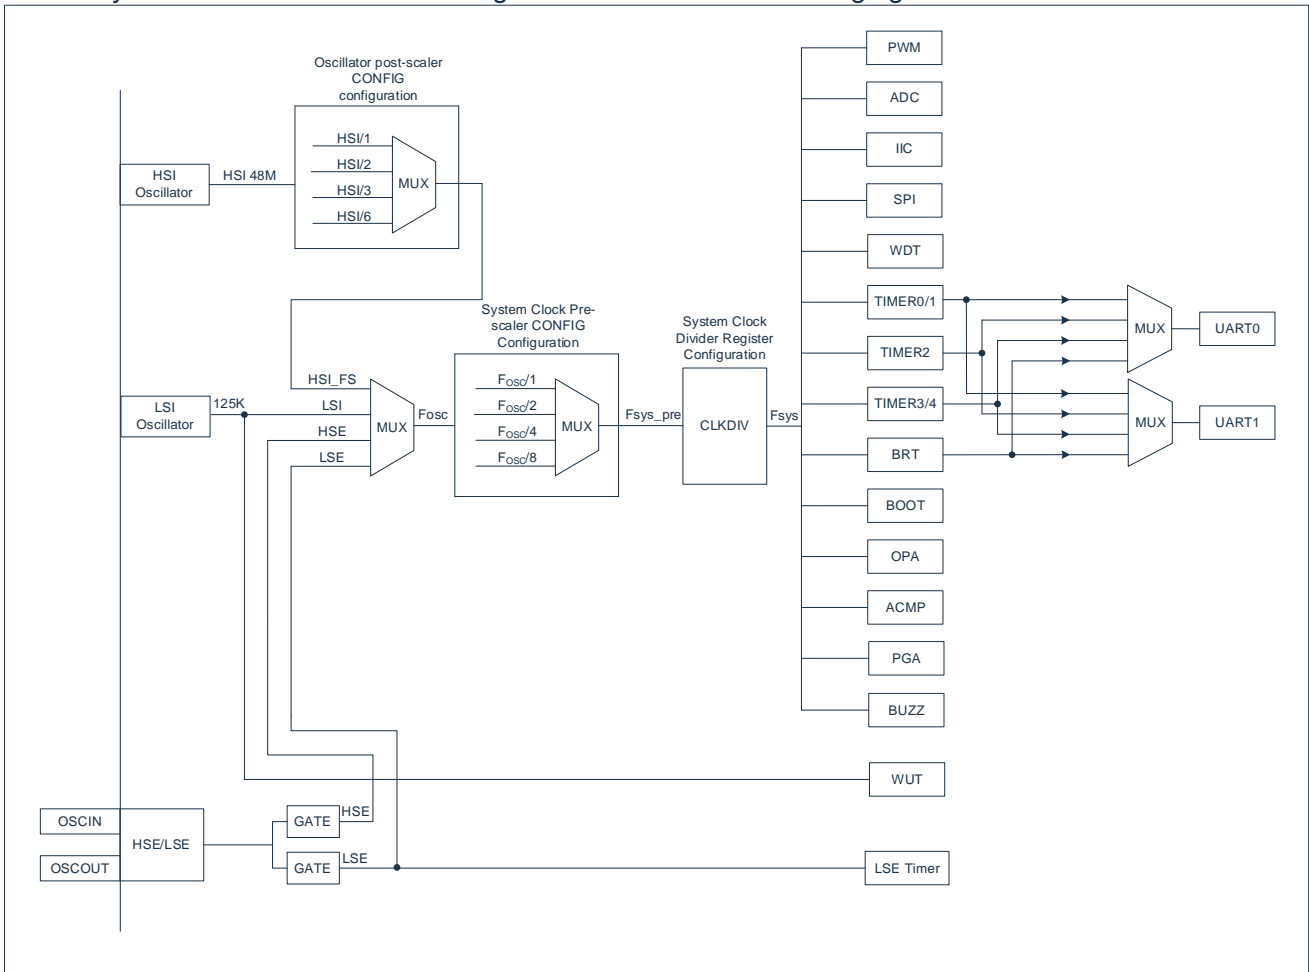 PWM
Oscillator post-scaler
CONFIG
configuration
ADC
HSI/1
HSI/2
HSI/3
HSI/6
MUX
IIC
HSI
Oscillator
HSI 48M
SPI
WDT
System Clock Pre-
scaler CONFIG
Configuration
System Clock
Divider Register
Configuration
TIMER0/1
MUX
UART0
TIMER2
HSI_FS
LSI
HSE
LSE
MUX
LSI
Oscillator
125K
Fosc
FOSC/1
FOSC/2
FOSC/4
FOSC/8
MUX
Fsys_pre
CLKDIV
Fsys
TIMER3/4
MUX
UART1
BRT
BOOT
OPA
ACMP
PGA
BUZZ
WUT
OSCIN
HSE/LSE
GATE
HSE
OSCOUT
GATE
LSE
LSE Timer